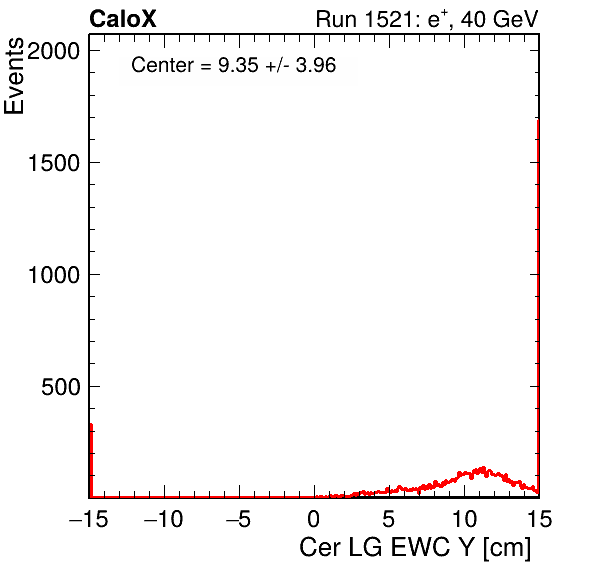 CaloX
Run 1521: e+, 40 GeV
Center = 9.35 +/- 3.96
Events
2000
1500
1000
500
−15
−10
−5
0
5
10
15
Cer LG EWC Y [cm]